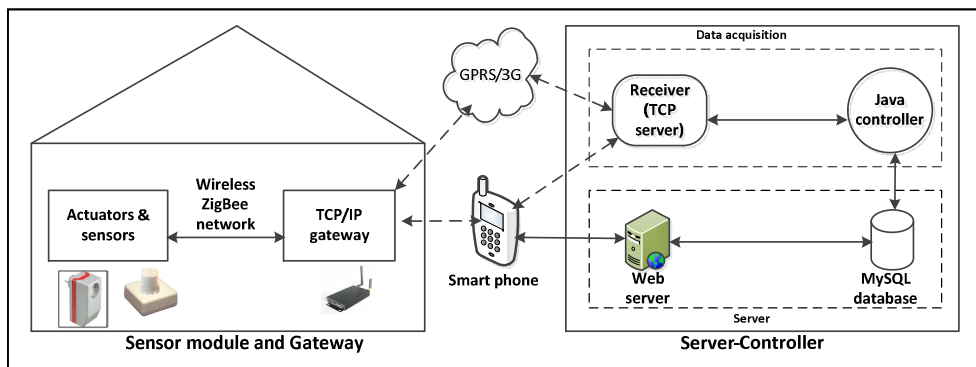 Data acquisition
GPRS/3G
Receiver
(TCP
server)
Java
controller
Wireless
ZigBee
network
Actuators &
sensors
TCP/IP
gateway
Smart phone
Web
server
MySQL
database
Server
Sensor module and Gateway
Server-Controller